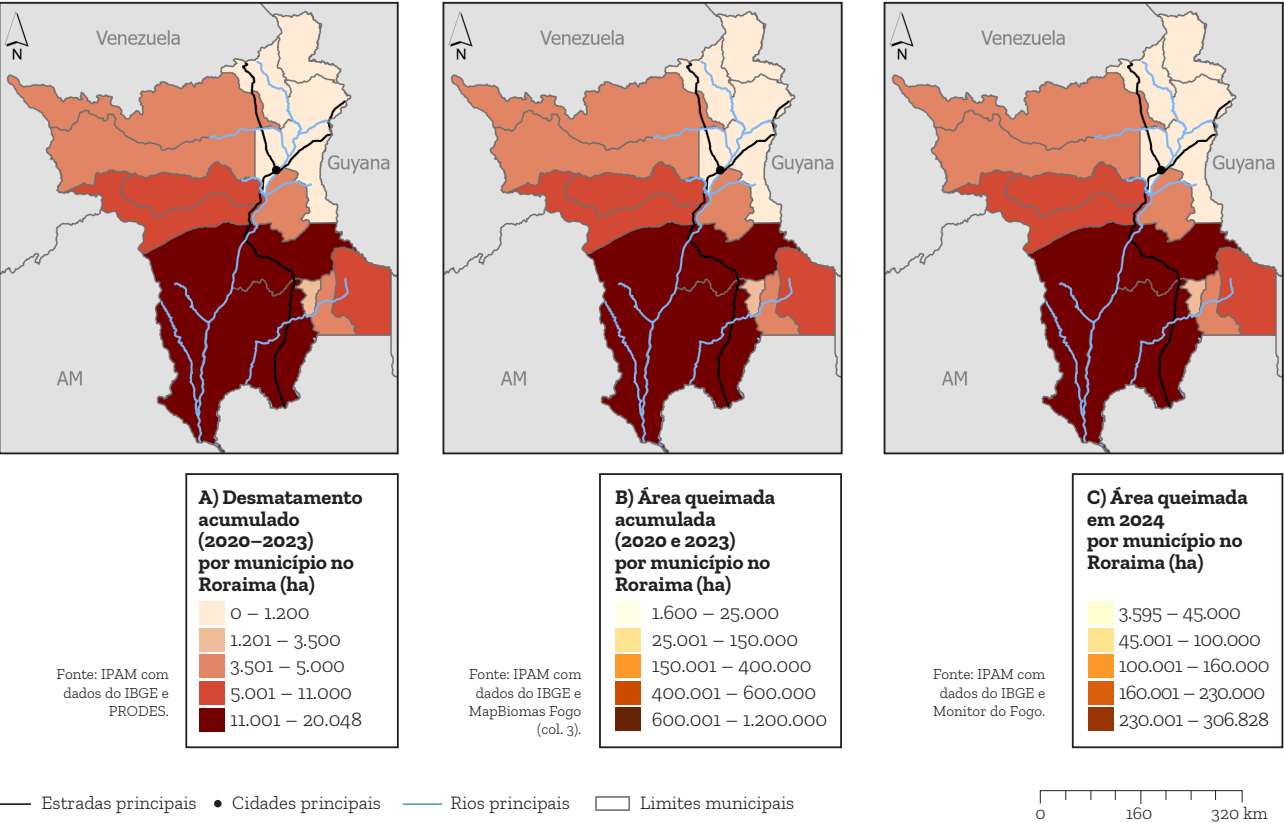 Venezuela
N
Guyana
AM
Venezuela
N
Guyana
AM
Venezuela
N
Guyana
AM
A) Desmatamento
acumulado
(2020–2023)
por município no
Roraima (ha)
0 – 1.200
1.201 – 3.500
3.501 – 5.000
5.001 – 11.000
11.001 – 20.048
Fonte: IPAM com
dados do IBGE e
PRODES.
B) Área queimada
acumulada
(2020 e 2023)
por município no
Roraima (ha)
1.600 – 25.000
25.001 – 150.000
150.001 – 400.000
400.001 – 600.000
600.001 – 1.200.000
Fonte: IPAM com
dados do IBGE e
MapBiomas Fogo
(col. 3).
C) Área queimada
em 2024
por município no
Roraima (ha)
3.595 – 45.000
45.001 – 100.000
100.001 – 160.000
160.001 – 230.000
230.001 – 306.828
Fonte: IPAM com
dados do IBGE e
Monitor do Fogo.
Estradas principais
Cidades principais
Rios principais
Limites municipais
0 160 320 km